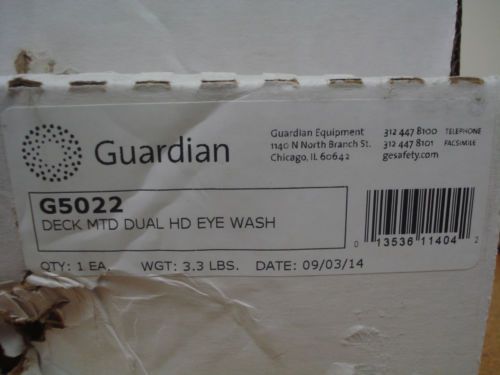 Guardian
Guardian Equipment
1140 N North Branch St.
Chicago, IL 60642
312 447 8100 TELEPHONE
312 447 8101 FACSIMILE
gesafety.com
G5022
DECK MTD DUAL HD EYE WASH
0 13536 11404 2
QTY: 1 EA. WGT: 3.3 LBS. DATE: 09/03/14